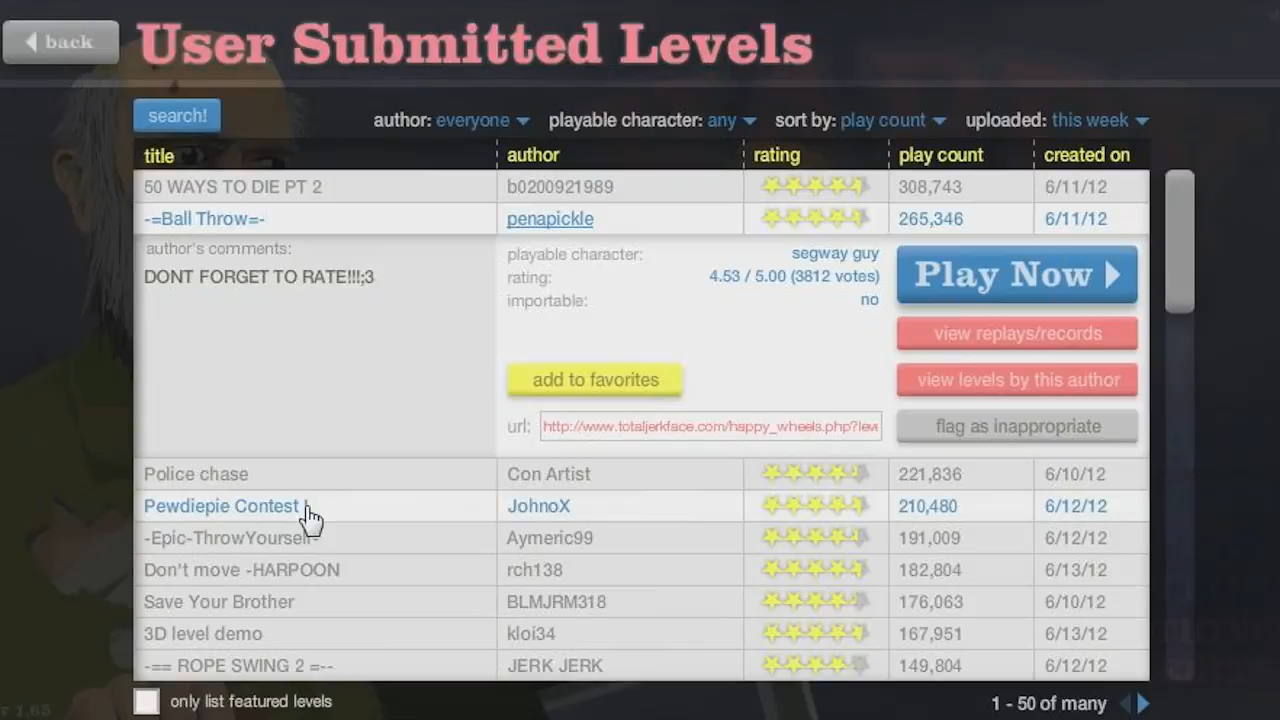 back
User Submitted Levels
search!
author: everyone playable character: any sort by: play count uploaded: this week
title author rating play count created on
50 WAYS TO DIE PT 2 b0200921989 308,743 6/11/12
-=Ball Throw=- penapickle 265,346 6/11/12
author's comments:
DONT FORGET TO RATE!!!;3
playable character: segway guy
rating: 4.53 / 5.00 (3812 votes)
importable: no
Play Now
view replays/records
add to favorites
view levels by this author
url: http://www.totaljerkface.com/happy_wheels.php?leve
flag as inappropriate
Police chase Con Artist 221,836 6/10/12
Pewdiepie Contest ! JohnoX 210,480 6/12/12
-Epic-ThrowYourself- Aymeric99 191,009 6/12/12
Don't move -HARPOON rch138 182,804 6/13/12
Save Your Brother BLMJRM318 176,063 6/10/12
3D level demo kloi34 167,951 6/13/12
-== ROPE SWING 2 =-- JERK JERK 149,804 6/12/12
only list featured levels
1 - 50 of many
v 1.65